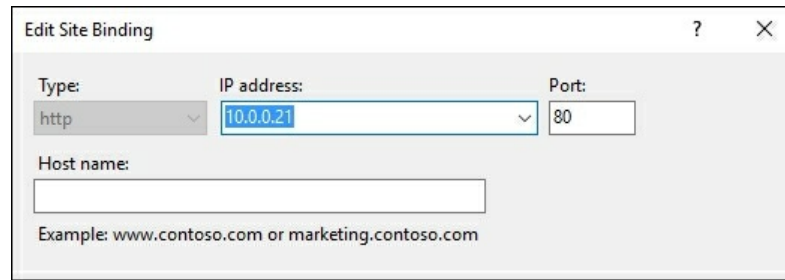 Edit Site Binding
?
Type:
IP address:
Port:
http
10.0.0.21
80
Host name:
Example: www.contoso.com or marketing.contoso.com